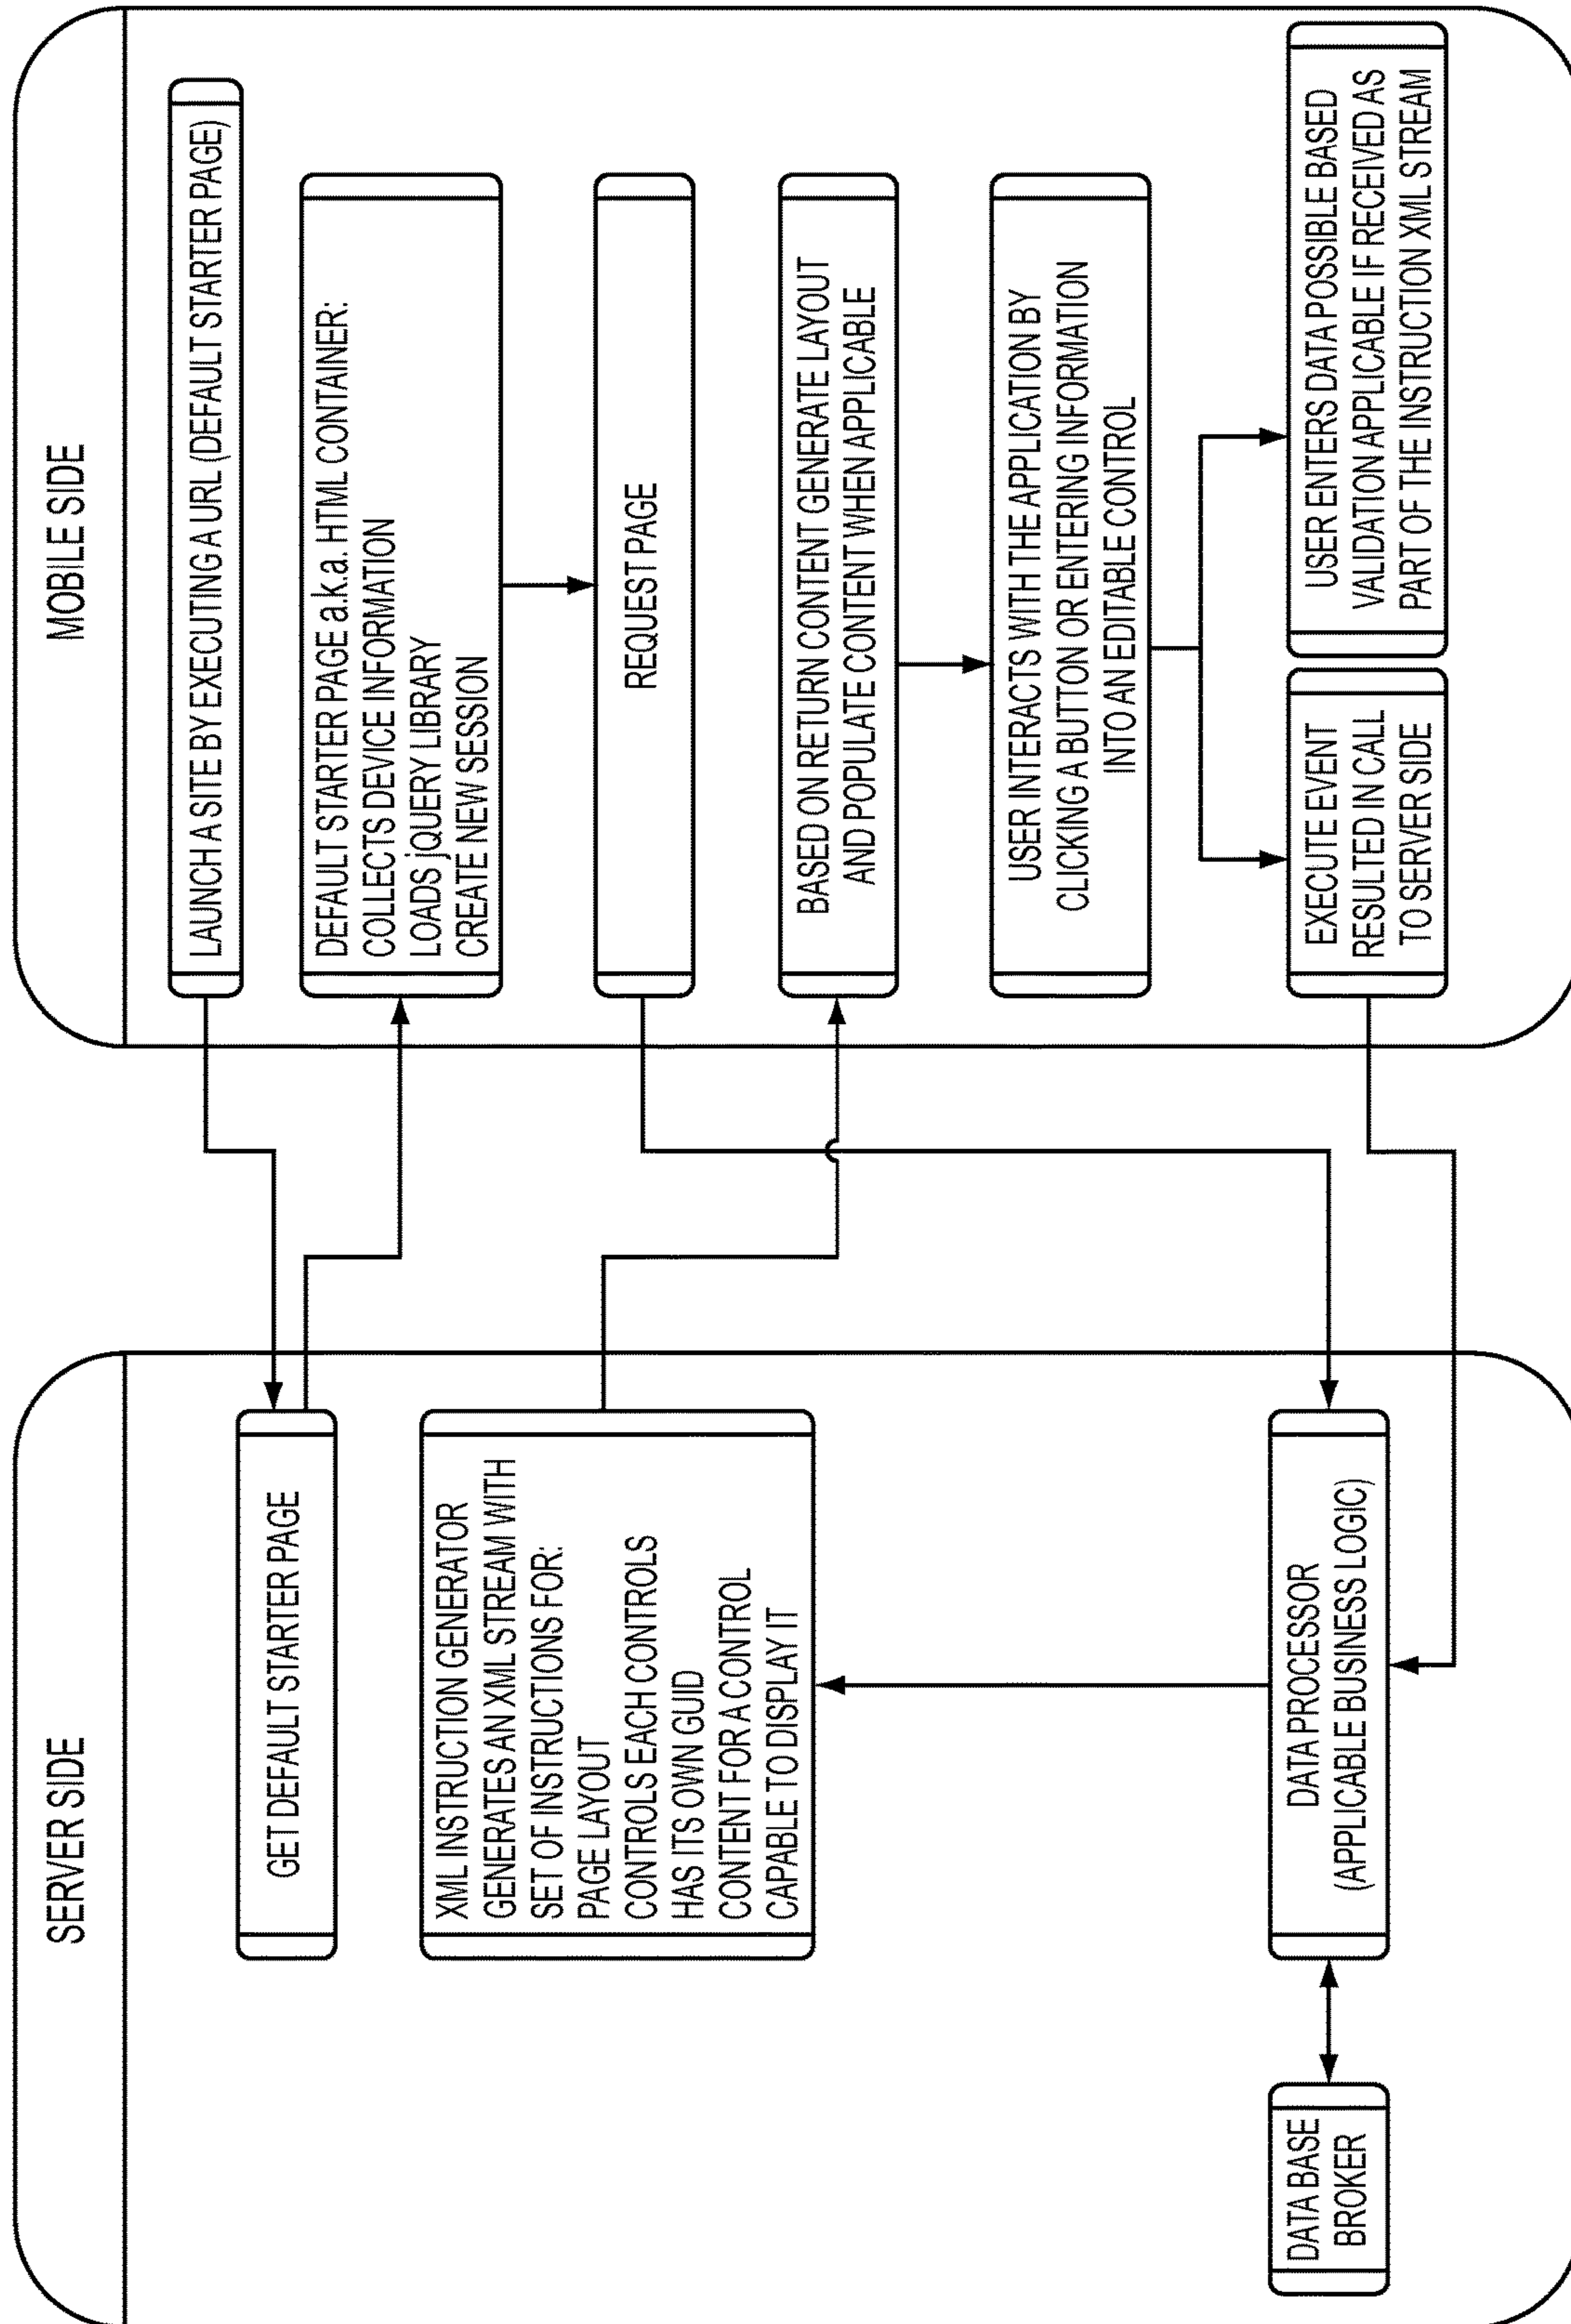 SERVER SIDE
GET DEFAULT STARTER PAGE
XML INSTRUCTION GENERATOR
GENERATES AN XML STREAM WITH
SET OF INSTRUCTIONS FOR:
PAGE LAYOUT
CONTROLS EACH CONTROLS
HAS ITS OWN GUID
CONTENT FOR A CONTROL
CAPABLE TO DISPLAY IT
DATA BASE
BROKER
DATA PROCESSOR
(APPLICABLE BUSINESS LOGIC)
MOBILE SIDE
LAUNCH A SITE BY EXECUTING A URL (DEFAULT STARTER PAGE)
DEFAULT STARTER PAGE a.k.a. HTML CONTAINER:
COLLECTS DEVICE INFORMATION
LOADS jQUERY LIBRARY
CREATE NEW SESSION
REQUEST PAGE
BASED ON RETURN CONTENT GENERATE LAYOUT
AND POPULATE CONTENT WHEN APPLICABLE
USER INTERACTS WITH THE APPLICATION BY
CLICKING A BUTTON OR ENTERING INFORMATION
INTO AN EDITABLE CONTROL
EXECUTE EVENT
RESULTED IN CALL
TO SERVER SIDE
USER ENTERS DATA POSSIBLE BASED
VALIDATION APPLICABLE IF RECEIVED AS
PART OF THE INSTRUCTION XML STREAM